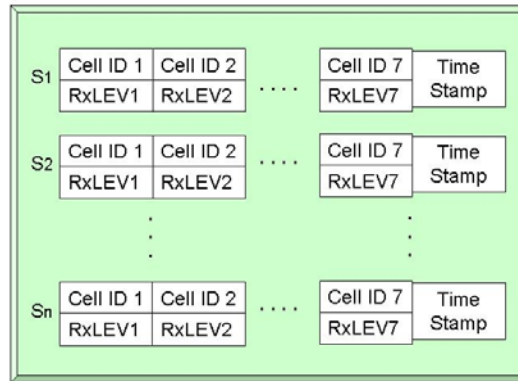 S1 Cell ID 1 Cell ID 2 .... Cell ID 7 Time Stamp
RxLEV1 RxLEV2 RxLEV7
S2 Cell ID 1 Cell ID 2 .... Cell ID 7 Time Stamp
RxLEV1 RxLEV2 RxLEV7
Sn Cell ID 1 Cell ID 2 .... Cell ID 7 Time Stamp
RxLEV1 RxLEV2 RxLEV7